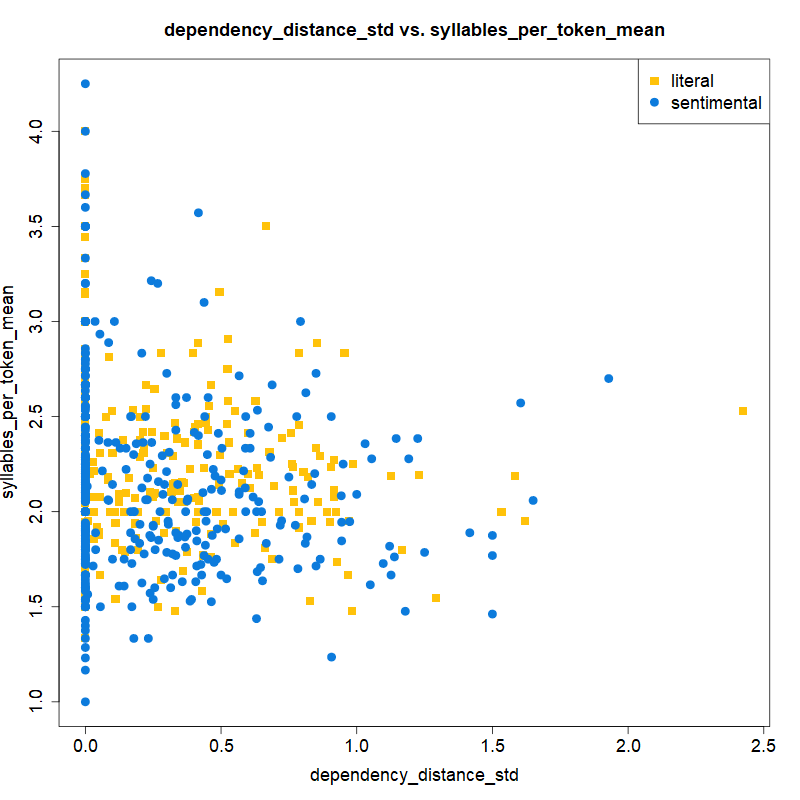 dependency_distance_std vs. syllables_per_token_mean
literal
sentimental
syllables_per_token_mean
4.0
3.5
3.0
2.5
2.0
1.5
1.0
0.0 0.5 1.0 1.5 2.0 2.5
dependency_distance_std